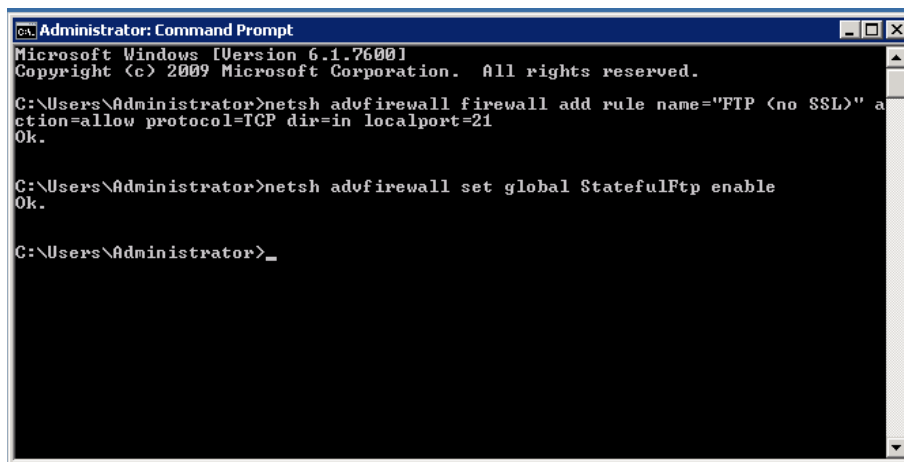 Administrator: Command Prompt
Microsoft Windows [Version 6.1.7600]
Copyright (c) 2009 Microsoft Corporation.  All rights reserved.
C:\Users\Administrator>netsh advfirewall firewall add rule name="FTP (no SSL)" a
ction=allow protocol=TCP dir=in localport=21
Ok.
C:\Users\Administrator>netsh advfirewall set global StatefulFtp enable
Ok.
C:\Users\Administrator>_